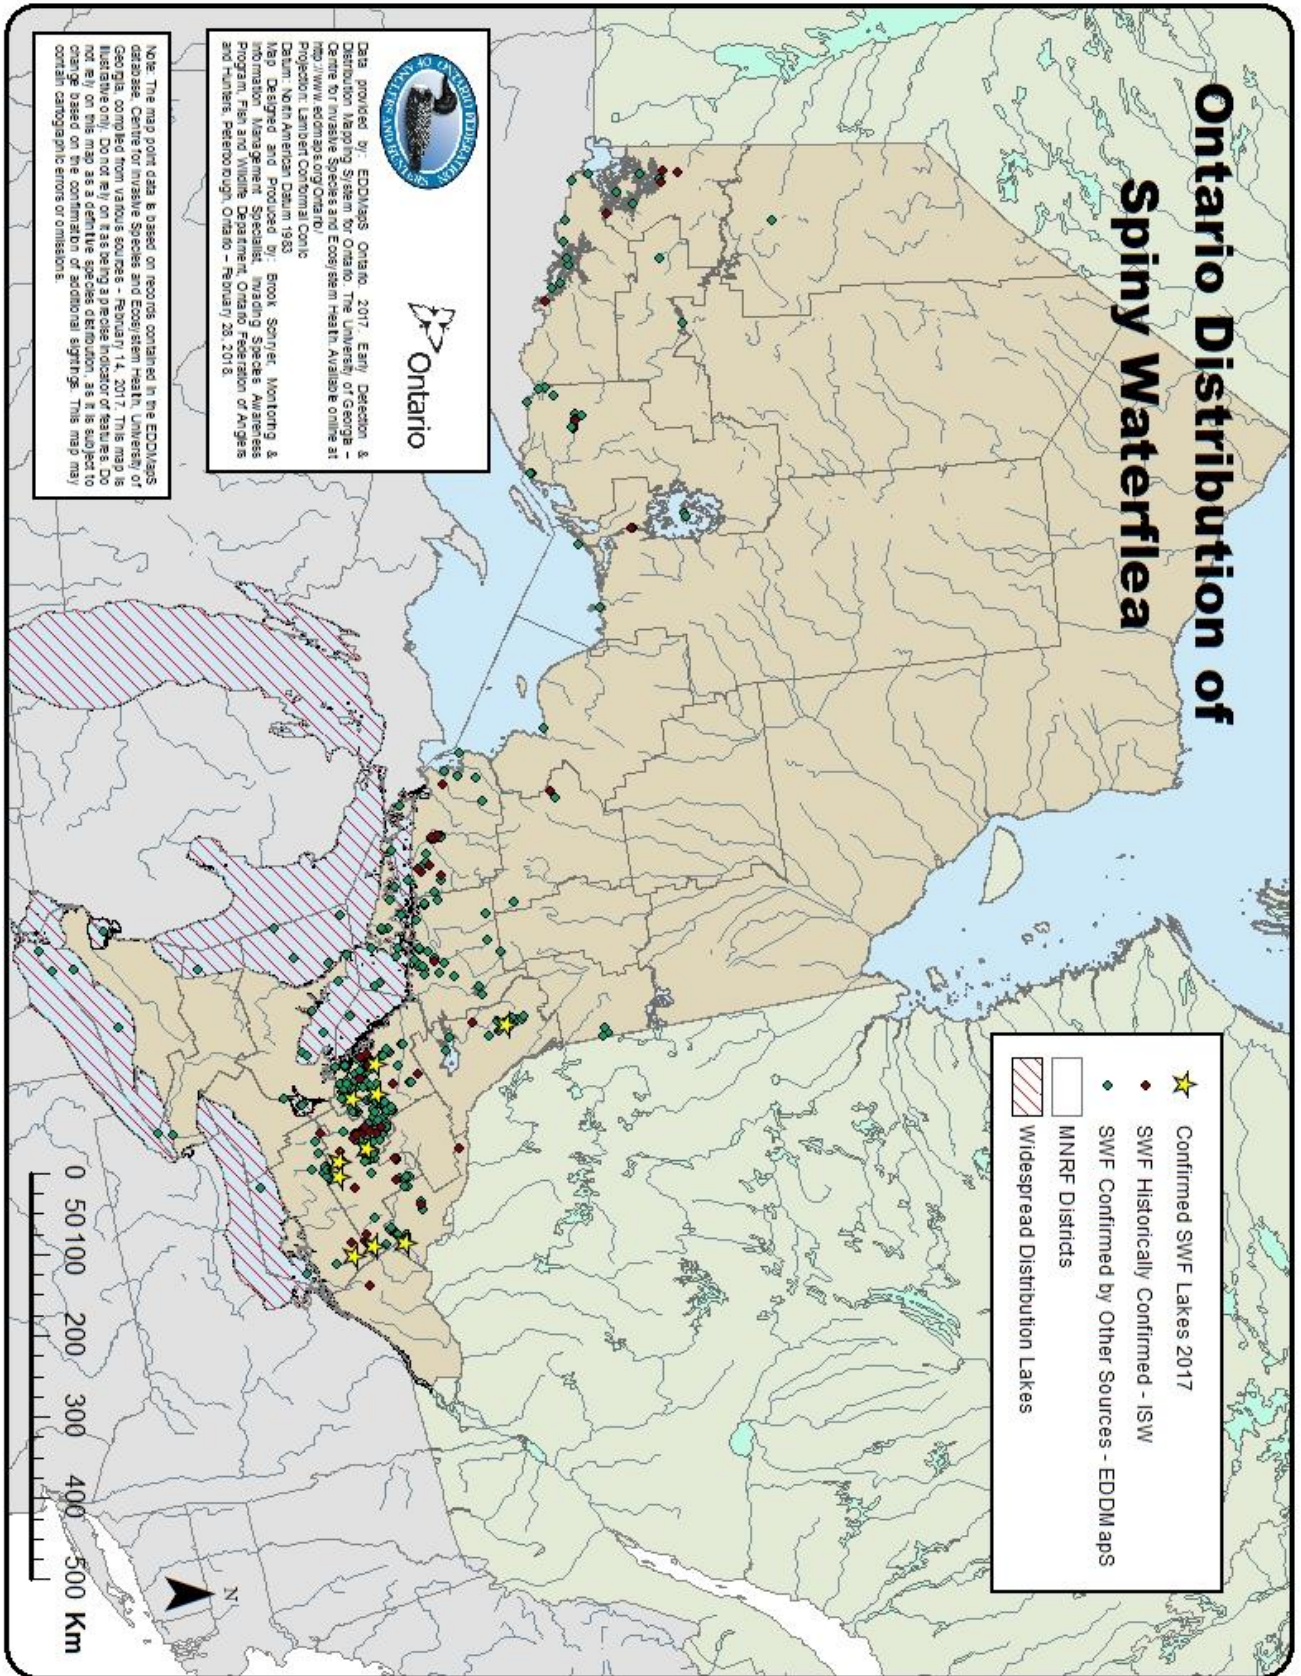 Ontario Distribution of
Spiny Waterflea
Confirmed SWF Lakes 2017
SWF Historically Confirmed - ISW
SWF Confirmed by Other Sources - EDDMapS
MNRF Districts
Widespread Distribution Lakes
ONTARIO FEDERATION
OF ANGLERS AND HUNTERS
Ontario
Data provided by: EDDMapS Ontario. 2017. Early Detection &
Distribution Mapping System for Ontario. The University of Georgia -
Centre for Invasive Species and Ecosystem Health. Available online at
http://www.eddmaps.org/Ontario/
Projection: Lambert Conformal Conic
Datum: North American Datum 1983
Map Designed and Produced by: Brook Schryer, Monitoring &
Information Management Specialist, Invading Species Awareness
Program, Fish and Wildlife Department, Ontario Federation of Anglers
and Hunters, Peterborough, Ontario - February 28, 2018.
Note: The map point data is based on records contained in the EDDMapS
database, Centre for Invasive Species and Ecosystem Health, University of
Georgia, compiled from various sources - February 14, 2017. This map is
illustrative only. Do not rely on it as being a precise indicator of features. Do
not rely on this map as a definitive species distribution, as it is subject to
change based on the confirmation of additional sightings. This map may
contain cartographic errors or omissions.
0 50 100 200 300 400 500 Km
N